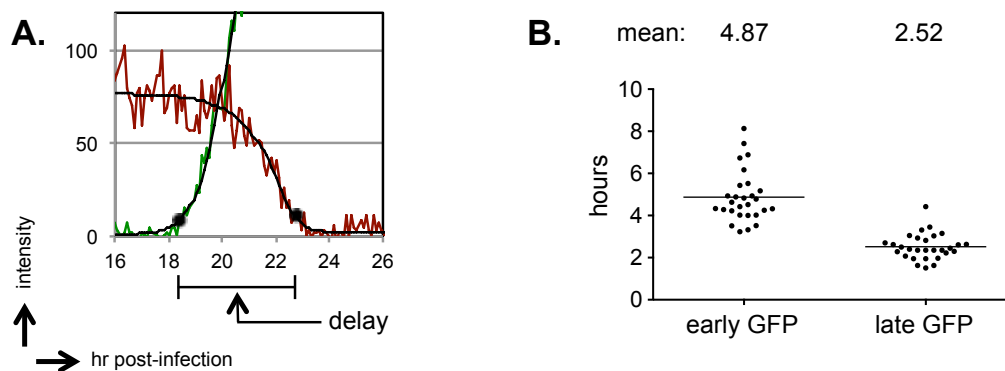 A.
100
50
0
16 18 20 22 24 26
delay
intensity
hr post-infection
B. mean: 4.87 2.52
10
8
6
4
2
0
hours
early GFP late GFP